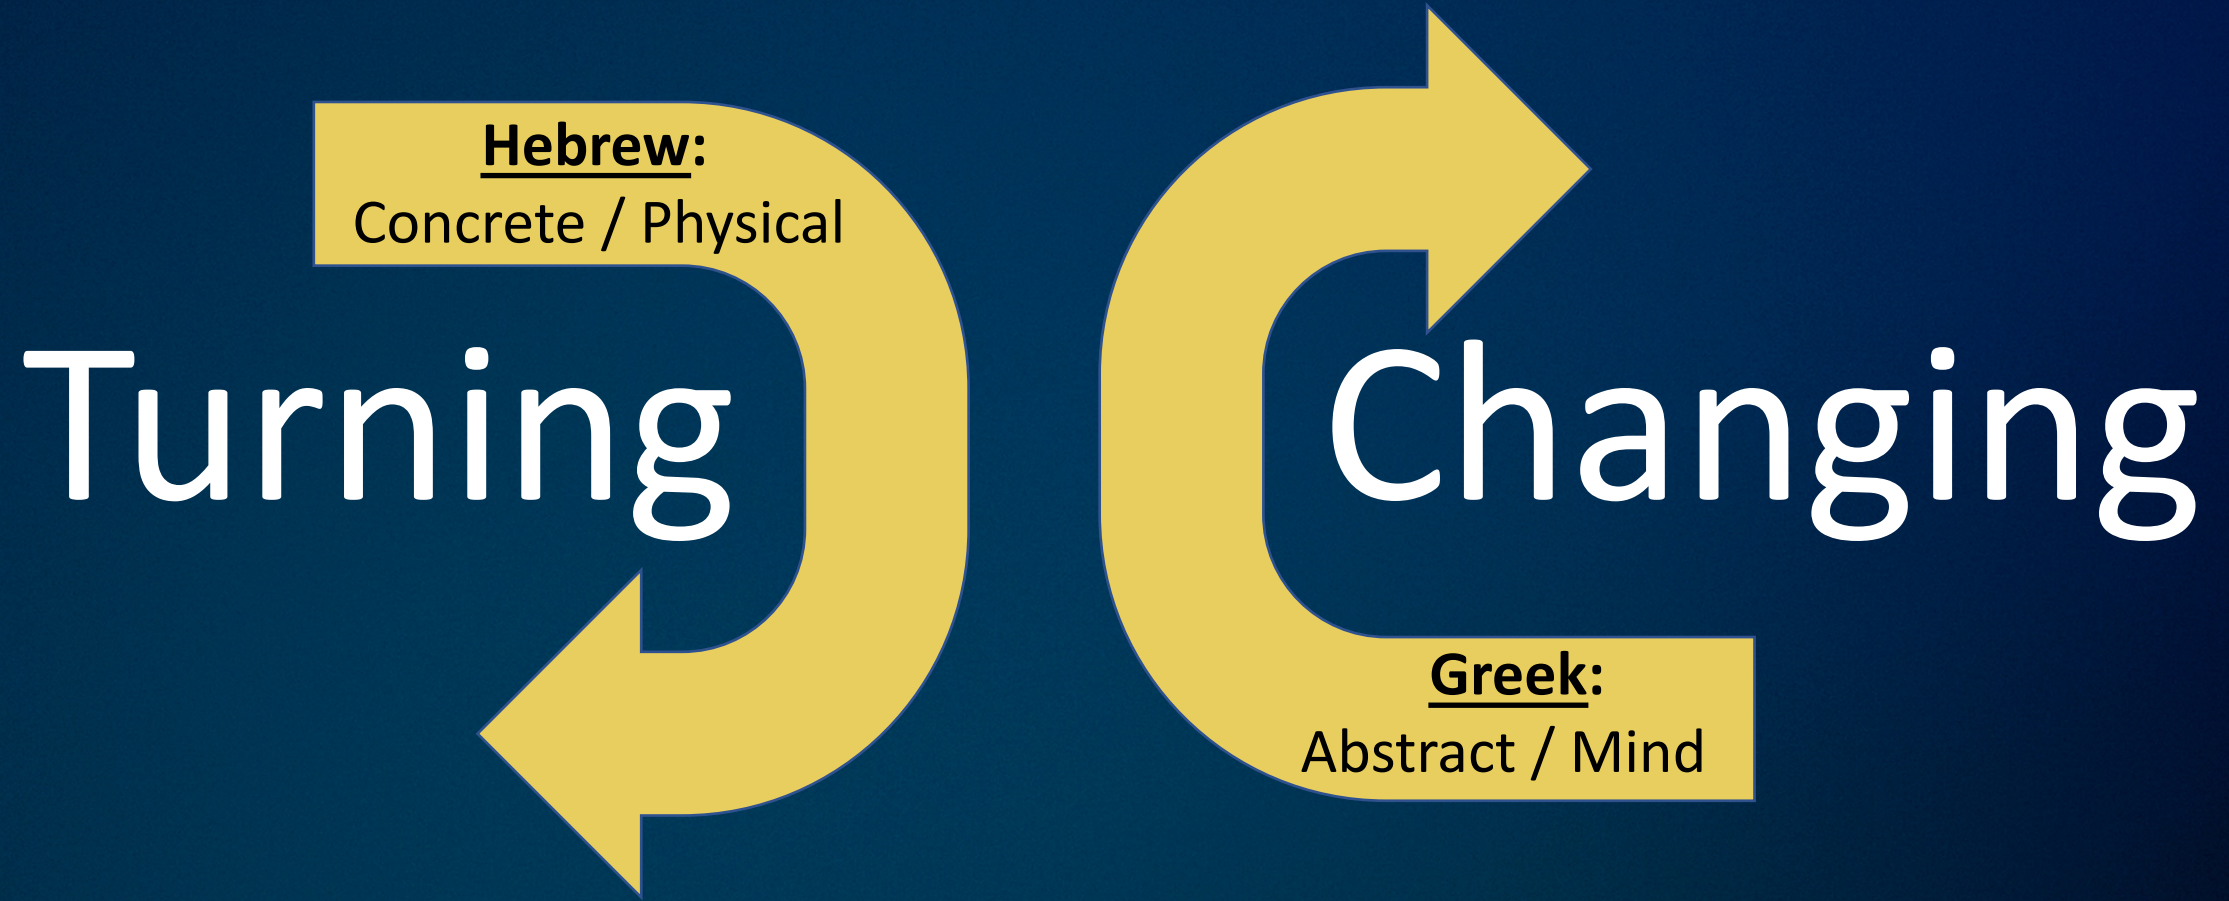 Hebrew:
Concrete / Physical
Turning
Changing
Greek:
Abstract / Mind